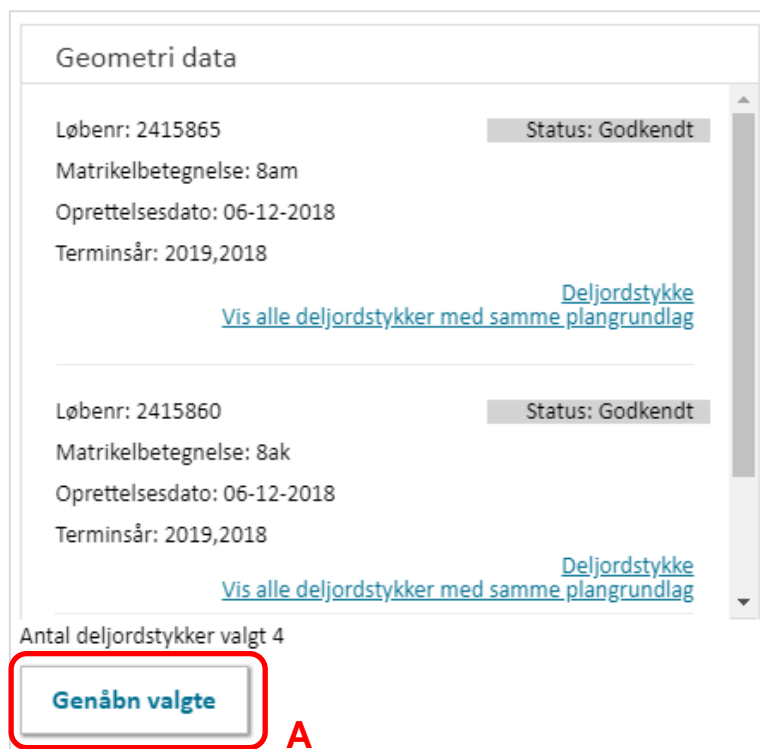 Geometri data
Løbenr: 2415865 Status: Godkendt
Matrikelbetegnelse: 8am
Oprettelsesdato: 06-12-2018
Terminsår: 2019,2018
Deljordstykke
Vis alle deljordstykker med samme plangrundlag
Løbenr: 2415860 Status: Godkendt
Matrikelbetegnelse: 8ak
Oprettelsesdato: 06-12-2018
Terminsår: 2019,2018
Deljordstykke
Vis alle deljordstykker med samme plangrundlag
Antal deljordstykker valgt 4
Genåbn valgte
A